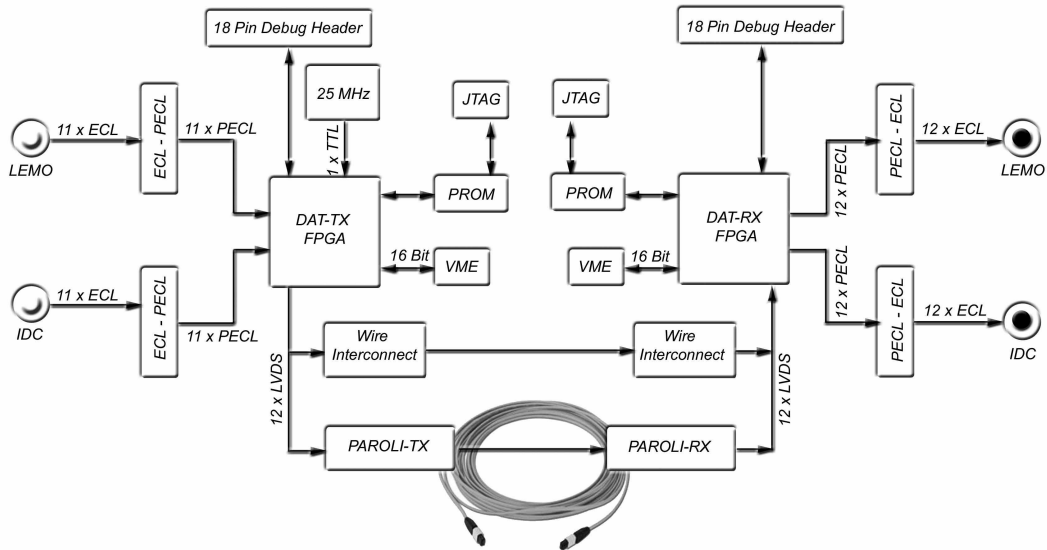 18 Pin Debug Header
18 Pin Debug Header
25 MHz
JTAG
JTAG
11 x ECL
ECL - PECL
11 x PECL
1 x TTL
LEMO
PROM
PROM
12 x PECL
PECL - ECL
12 x ECL
LEMO
DAT-TX
FPGA
DAT-RX
FPGA
16 Bit
VME
VME
16 Bit
11 x ECL
ECL - PECL
11 x PECL
IDC
12 x PECL
PECL - ECL
12 x ECL
IDC
Wire
Interconnect
Wire
Interconnect
12 x LVDS
12 x LVDS
PAROLI-TX
PAROLI-RX